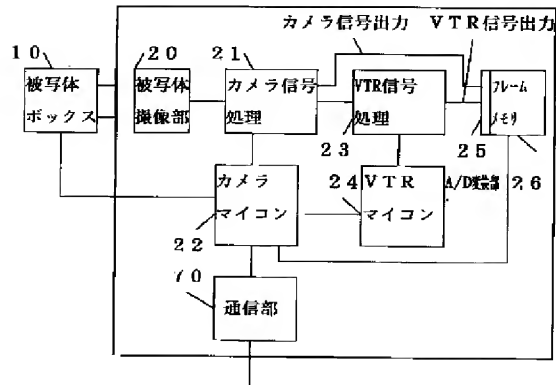 カメラ信号出力 VTR信号出力
10
20
21
被写体
ボックス
被写体
撮像部
カメラ信号
処理
VTR信号
処理
フレーム
メモリ
23
25
カメラ
マイコン
24
VTR
マイコン
A/D変換部
26
22
70
通信部